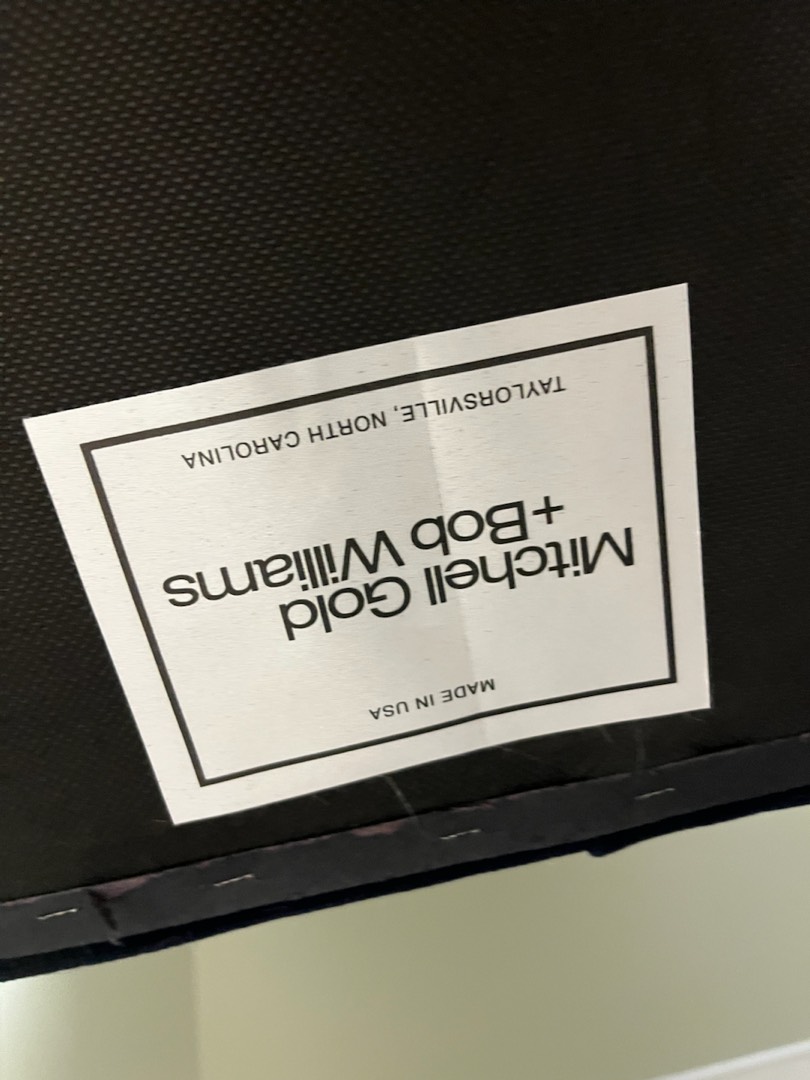 MADE IN USA
Mitchell Gold
+Bob Williams
TAYLORSVILLE, NORTH CAROLINA